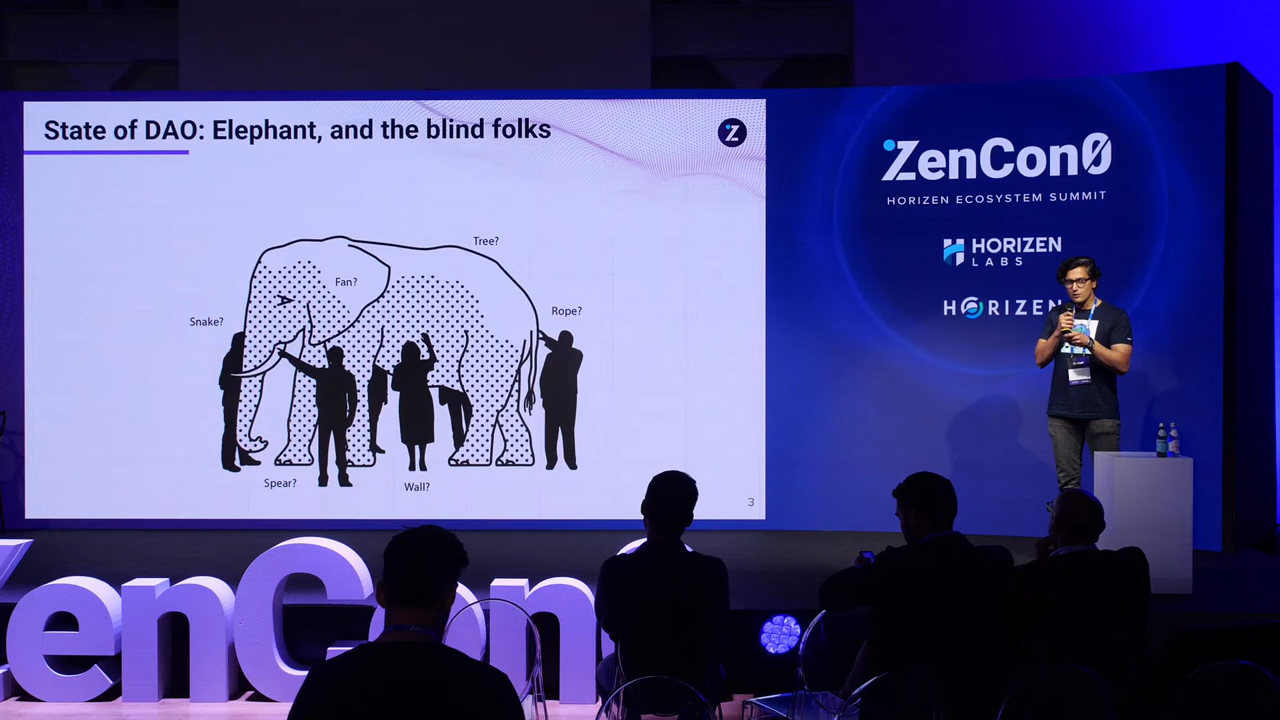 State of DAO: Elephant, and the blind folks
Z
Tree?
Fan?
Snake?
Rope?
Spear?
Wall?
3
ZenCon0
HORIZEN ECOSYSTEM SUMMIT
HORIZEN
LABS
HORIZEN
ZenCon